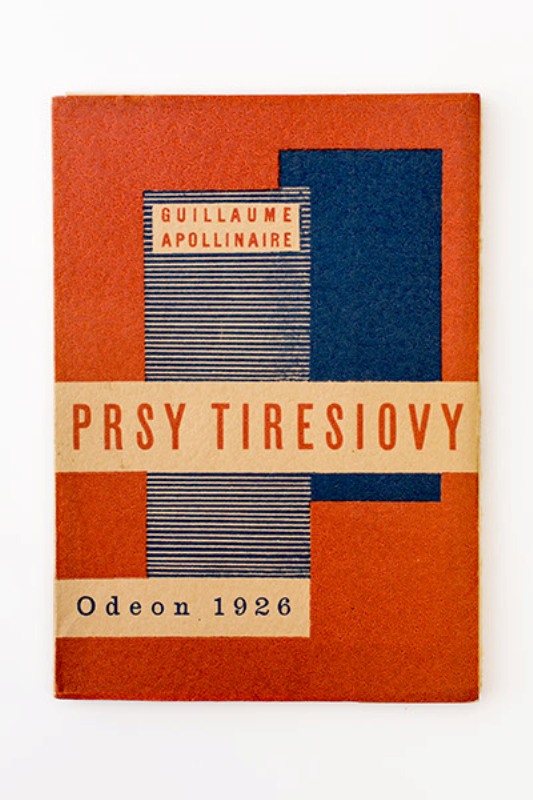 GUILLAUME
APOLLINAIRE
PRSY TIRESIOVY
Odeon 1926